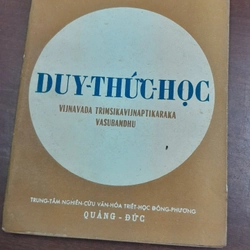 DUY-THỨC-HỌC
VIJNAVADA TRIMSIKAVIJNAPTIKARAKA
VASUBANDHU
TRUNG-TÂM NGHIÊN-CỨU VĂN-HÓA TRIẾT-HỌC ĐÔNG-PHƯƠNG
QUẢNG - ĐỨC